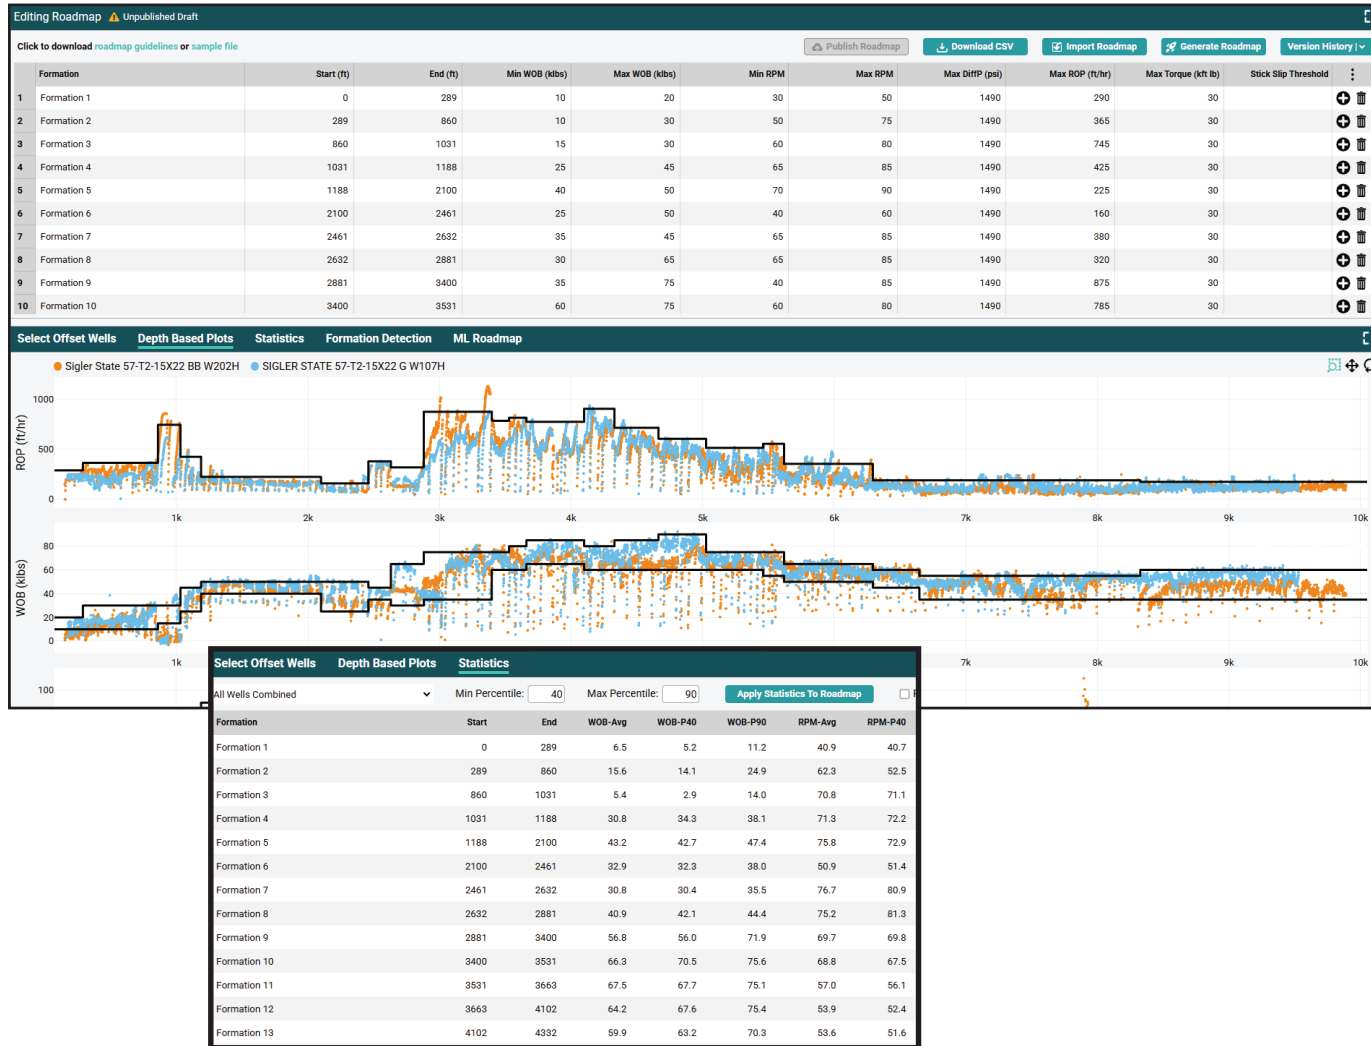 Editing Roadmap Unpublished Draft
Click to download roadmap guidelines or sample file Publish Roadmap Download CSV Import Roadmap Generate Roadmap Version History
Formation Start (ft) End (ft) Min WOB (klbs) Max WOB (klbs) Min RPM Max RPM Max DiffP (psi) Max ROP (ft/hr) Max Torque (kft lb) Stick Slip Threshold
1 Formation 1 0 289 10 20 30 50 1490 290 30
2 Formation 2 289 860 10 30 50 75 1490 365 30
3 Formation 3 860 1031 15 30 60 80 1490 745 30
4 Formation 4 1031 1188 25 45 65 85 1490 425 30
5 Formation 5 1188 2100 40 50 70 90 1490 225 30
6 Formation 6 2100 2461 25 50 40 60 1490 160 30
7 Formation 7 2461 2632 35 45 65 85 1490 380 30
8 Formation 8 2632 2881 30 65 65 85 1490 320 30
9 Formation 9 2881 3400 35 75 40 85 1490 875 30
10 Formation 10 3400 3531 60 75 60 80 1490 785 30
Select Offset Wells Depth Based Plots Statistics Formation Detection ML Roadmap
Sigler State 57-T2-15X22 BB W202H SIGLER STATE 57-T2-15X22 G W107H
ROP (ft/hr)
1000
500
0
1k 2k 3k 4k 5k 6k 7k 8k 9k 10k
WOB (klbs)
80
60
40
20
0
1k 7k 8k 9k 10k
100
Select Offset Wells Depth Based Plots Statistics
All Wells Combined Min Percentile: 40 Max Percentile: 90 Apply Statistics To Roadmap
Formation Start End WOB-Avg WOB-P40 WOB-P90 RPM-Avg RPM-P40
Formation 1 0 289 6.5 5.2 11.2 40.9 40.7
Formation 2 289 860 15.6 14.1 24.9 62.3 52.5
Formation 3 860 1031 5.4 2.9 14.0 70.8 71.1
Formation 4 1031 1188 30.8 34.3 38.1 71.3 72.2
Formation 5 1188 2100 43.2 42.7 47.4 75.8 72.9
Formation 6 2100 2461 32.9 32.3 38.0 50.9 51.4
Formation 7 2461 2632 30.8 30.4 35.5 76.7 80.9
Formation 8 2632 2881 40.9 42.1 44.4 75.2 81.3
Formation 9 2881 3400 56.8 56.0 71.9 69.7 69.8
Formation 10 3400 3531 66.3 70.5 75.6 68.8 67.5
Formation 11 3531 3663 67.5 67.7 75.1 57.0 56.1
Formation 12 3663 4102 64.2 67.6 75.4 53.9 52.4
Formation 13 4102 4332 59.9 63.2 70.3 53.6 51.6